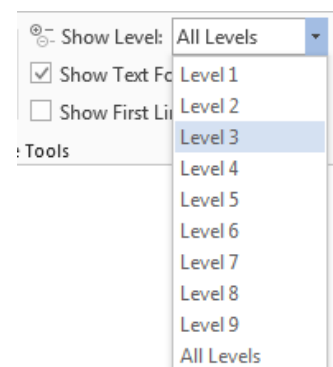 Show Level: All Levels
Show Text Fo
Show First Li
Tools
Level 1
Level 2
Level 3
Level 4
Level 5
Level 6
Level 7
Level 8
Level 9
All Levels